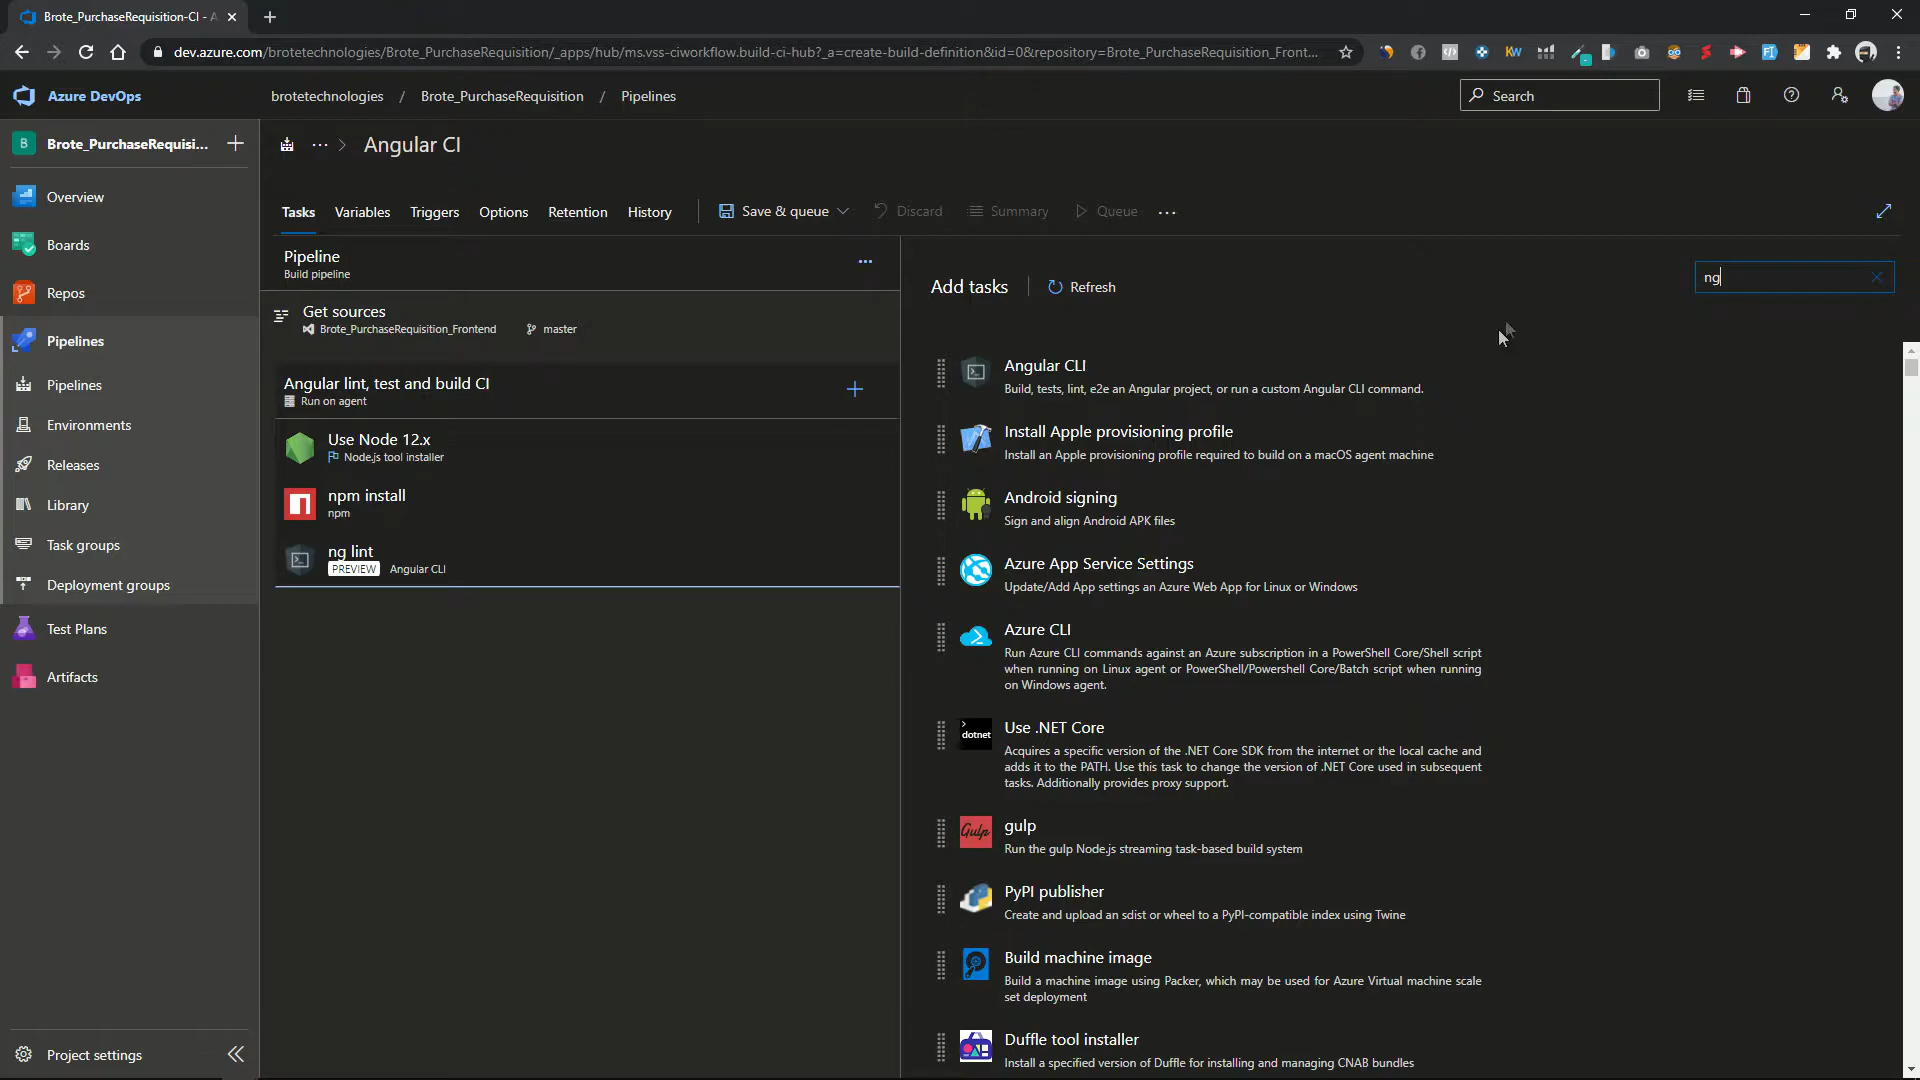 Brote_PurchaseRequisition-CI - A
dev.azure.com/brotetechnologies/Brote_PurchaseRequisition/_apps/hub/ms.vss-ciworkflow.build-ci-hub?_a=create-build-definition&id=0&repository=Brote_PurchaseRequisition_Front...
KW
Azure DevOps
brotetechnologies / Brote_PurchaseRequisition / Pipelines
Search
B
Brote_PurchaseRequisi...
Overview
Boards
Repos
Pipelines
Pipelines
Environments
Releases
Library
Task groups
Deployment groups
Test Plans
Artifacts
Project settings
... > Angular CI
Tasks
Variables
Triggers
Options
Retention
History
Save & queue
Discard
Summary
Queue
...
Pipeline
Build pipeline
Get sources
Brote_PurchaseRequisition_Frontend
master
Angular lint, test and build CI
Run on agent
Use Node 12.x
Node.js tool installer
npm install
npm
ng lint
PREVIEW
Angular CLI
Add tasks
Refresh
ng
Angular CLI
Build, tests, lint, e2e an Angular project, or run a custom Angular CLI command.
Install Apple provisioning profile
Install an Apple provisioning profile required to build on a macOS agent machine
Android signing
Sign and align Android APK files
Azure App Service Settings
Update/Add App settings an Azure Web App for Linux or Windows
Azure CLI
Run Azure CLI commands against an Azure subscription in a PowerShell Core/Shell script
when running on Linux agent or PowerShell/Powershell Core/Batch script when running
on Windows agent.
dotnet
Use .NET Core
Acquires a specific version of the .NET Core SDK from the internet or the local cache and
adds it to the PATH. Use this task to change the version of .NET Core used in subsequent
tasks. Additionally provides proxy support.
Gulp
gulp
Run the gulp Node.js streaming task-based build system
PyPI publisher
Create and upload an sdist or wheel to a PyPI-compatible index using Twine
Build machine image
Build a machine image using Packer, which may be used for Azure Virtual machine scale
set deployment
Duffle tool installer
Install a specified version of Duffle for installing and managing CNAB bundles